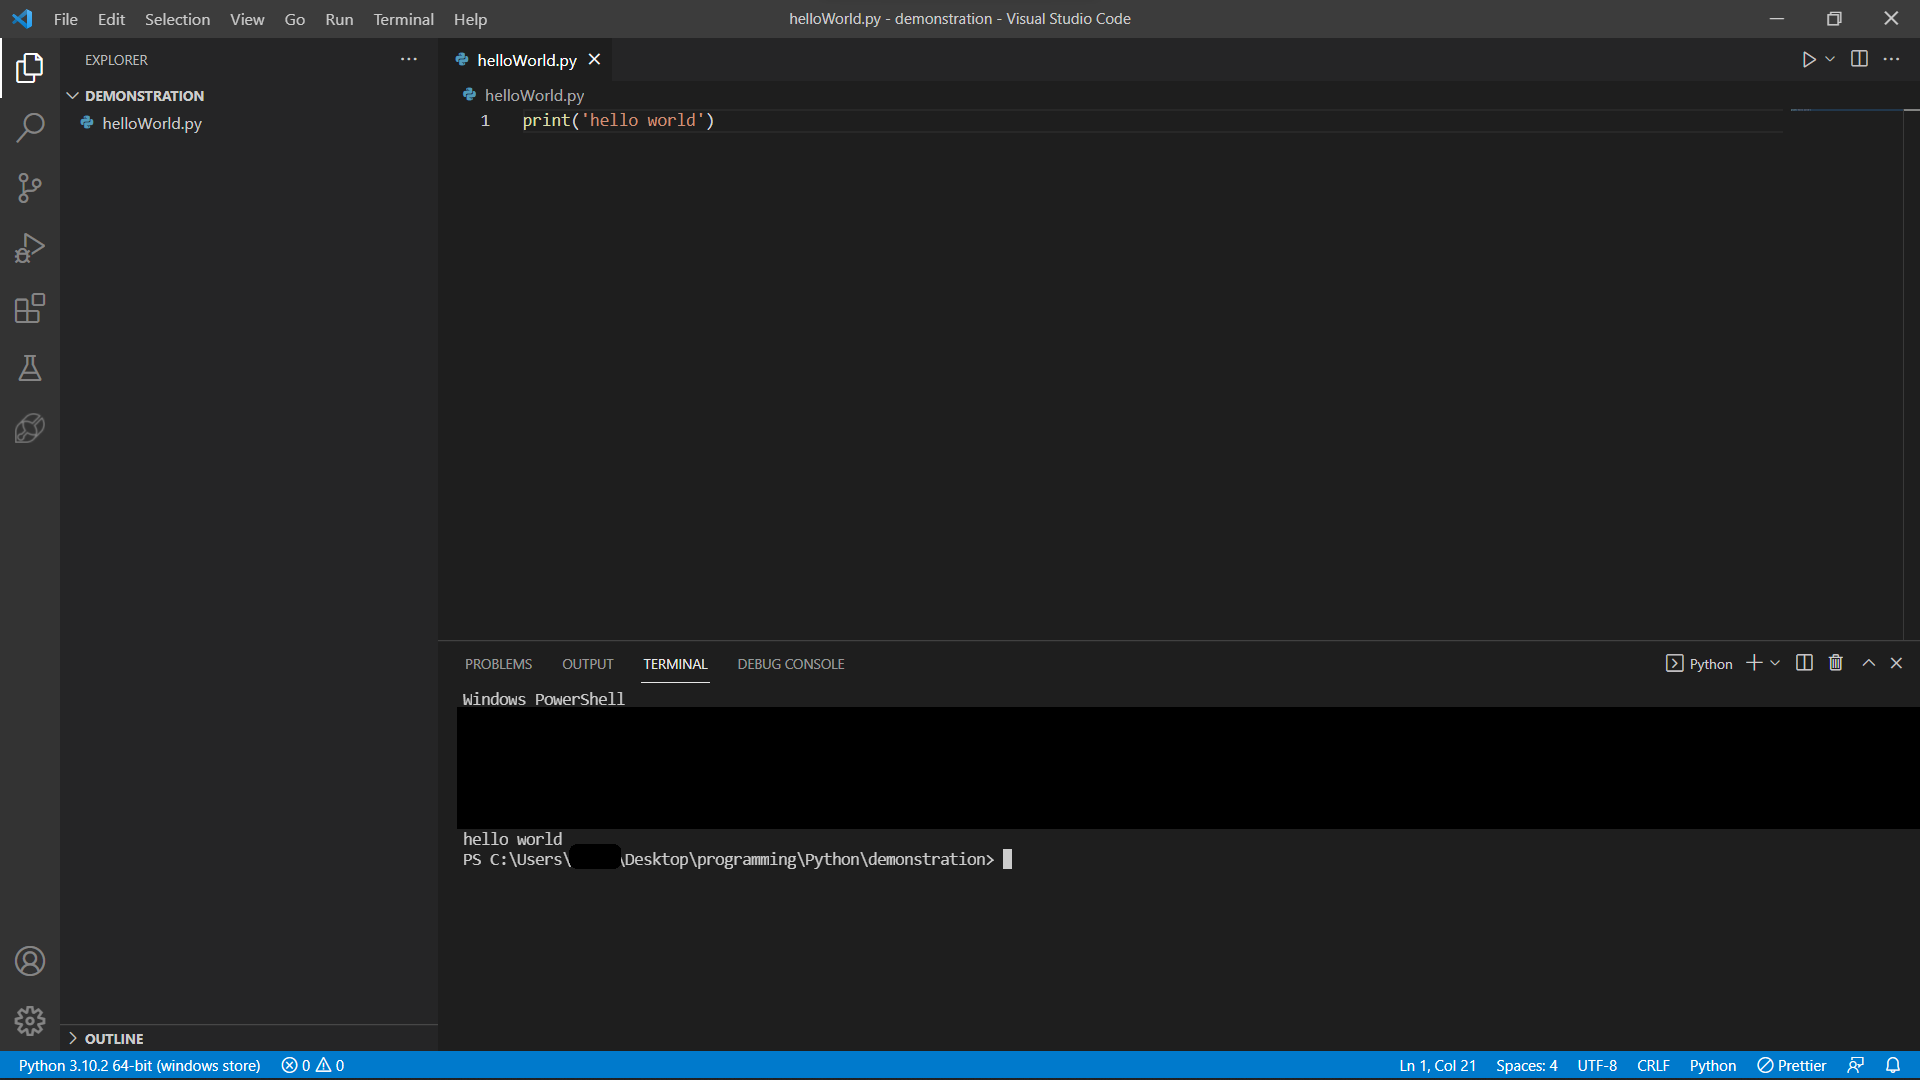 File Edit Selection View Go Run Terminal Help
helloWorld.py - demonstration - Visual Studio Code
EXPLORER
DEMONSTRATION
helloWorld.py
OUTLINE
helloWorld.py
helloWorld.py
1 print('hello world')
PROBLEMS OUTPUT TERMINAL DEBUG CONSOLE
Python
Windows PowerShell
hello world
PS C:\Users\ \Desktop\programming\Python\demonstration>
Python 3.10.2 64-bit (windows store) 0 0
Ln 1, Col 21 Spaces: 4 UTF-8 CRLF Python Prettier